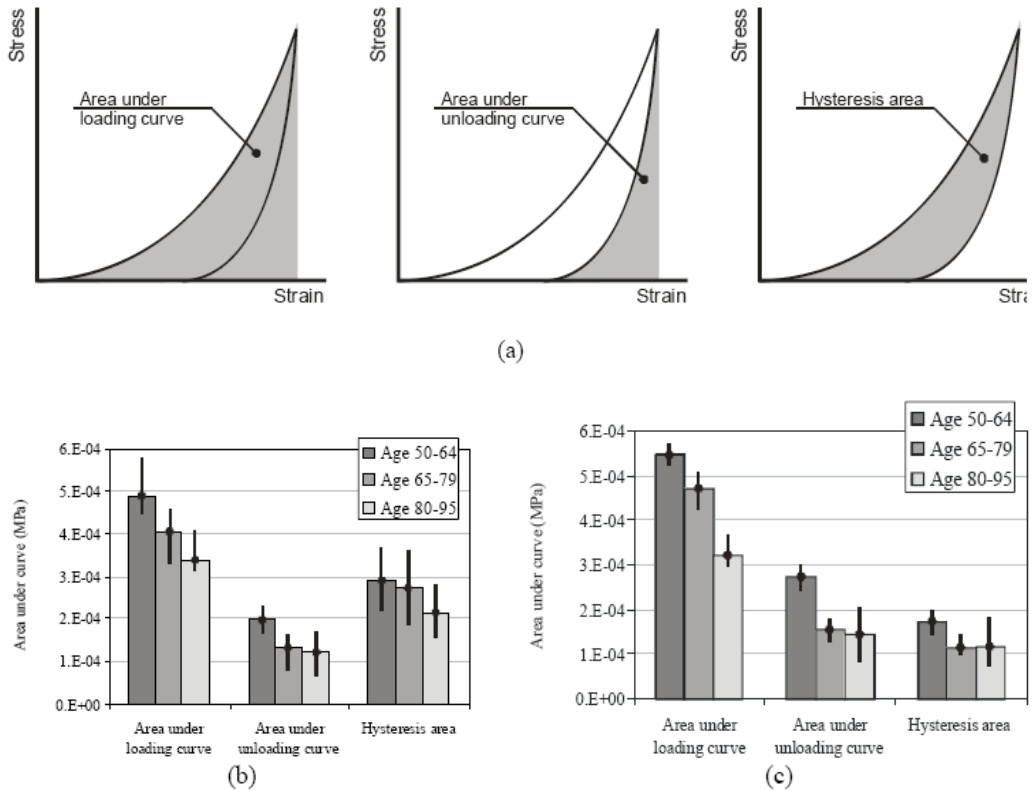 Stress
Area under
loading curve
Strain
Stress
Area under
unloading curve
Strain
Stress
Hysteresis area
Stra
(a)
Area under curve (MPa)
6.E-04
5.E-04
4.E-04
3.E-04
2.E-04
1.E-04
0.E+00
Age 50-64
Age 65-79
Age 80-95
Area under
loading curve
Area under
unloading curve
Hysteresis area
(b)
Area under curve (MPa)
6.E-04
5.E-04
4.E-04
3.E-04
2.E-04
1.E-04
0.E+00
Age 50-64
Age 65-79
Age 80-95
Area under
loading curve
Area under
unloading curve
Hysteresis area
(c)